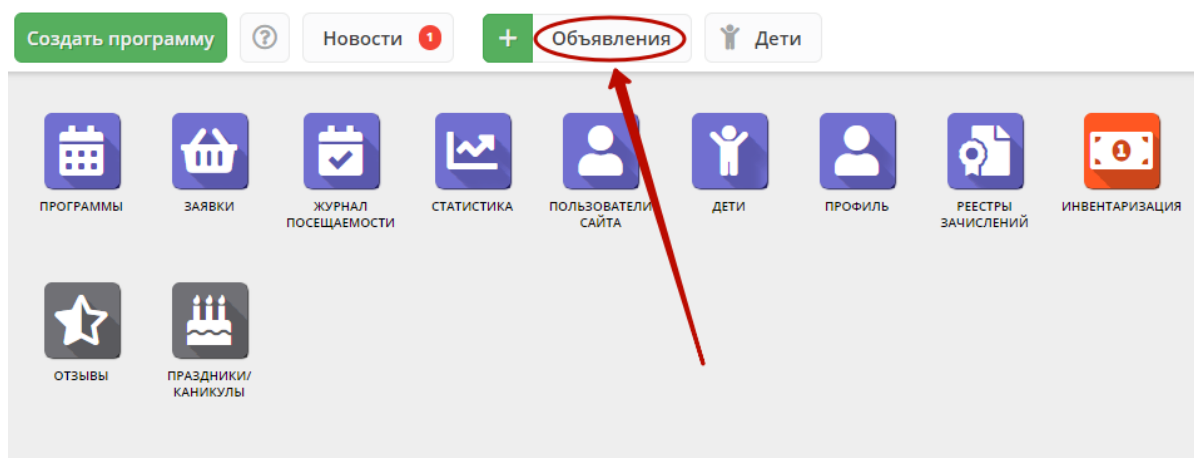 Создать программу ? Новости 1 + Объявления Дети
ПРОГРАММЫ ЗАЯВКИ ЖУРНАЛ ПОСЕЩАЕМОСТИ СТАТИСТИКА ПОЛЬЗОВАТЕЛИ САЙТА ДЕТИ ПРОФИЛЬ РЕЕСТРЫ ЗАЧИСЛЕНИЙ 1 ИНВЕНТАРИЗАЦИЯ
ОТЗЫВЫ ПРАЗДНИКИ/ КАНИКУЛЫ